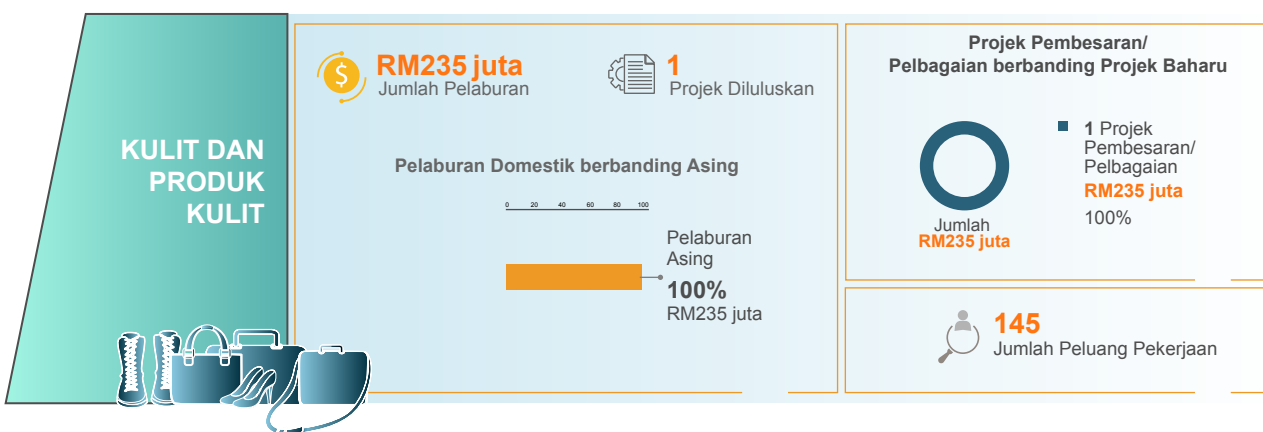 KULIT DAN
PRODUK
KULIT
RM235 juta
Jumlah Pelaburan
1
Projek Diluluskan
Pelaburan Domestik berbanding Asing
0 20 40 60 80 100
Pelaburan
Asing
100%
RM235 juta
Projek Pembesaran/
Pelbagaian berbanding Projek Baharu
Jumlah
RM235 juta
1 Projek
Pembesaran/
Pelbagaian
RM235 juta
100%
145
Jumlah Peluang Pekerjaan